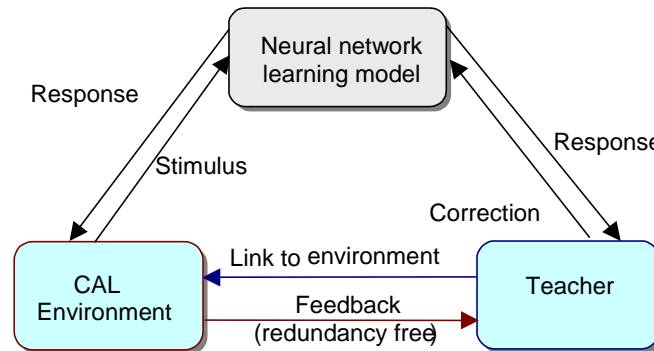 Neural network
learning model
Response
Stimulus
Response
Correction
CAL
Environment
Link to environment
Teacher
Feedback
(redundancy free)